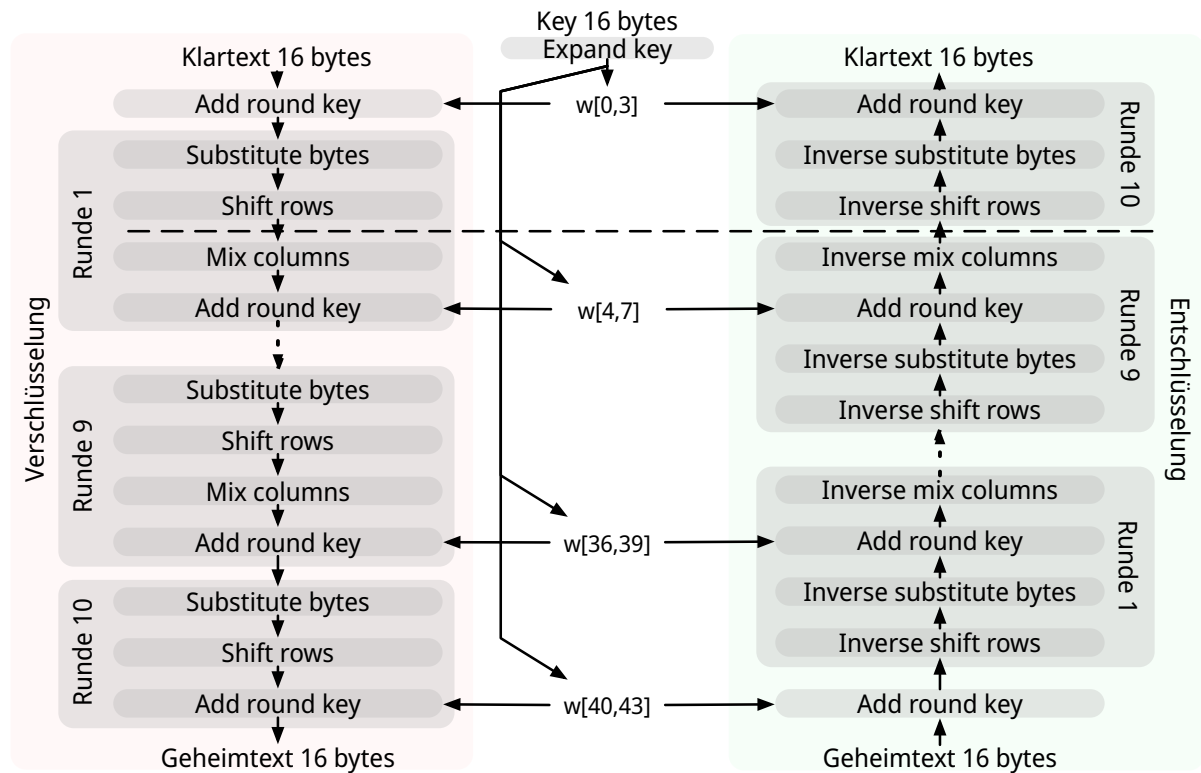 Key 16 bytes
Expand key
Verschlüsselung
Klartext 16 bytes
Add round key
Runde 1
Substitute bytes
Shift rows
Mix columns
Add round key
Runde 9
Substitute bytes
Shift rows
Mix columns
Add round key
Runde 10
Substitute bytes
Shift rows
Add round key
Geheimtext 16 bytes
w[0,3]
w[4,7]
w[36,39]
w[40,43]
Entschlüsselung
Klartext 16 bytes
Add round key
Inverse substitute bytes
Inverse shift rows
Runde 10
Inverse mix columns
Add round key
Inverse substitute bytes
Inverse shift rows
Runde 9
Inverse mix columns
Add round key
Inverse substitute bytes
Inverse shift rows
Runde 1
Add round key
Geheimtext 16 bytes